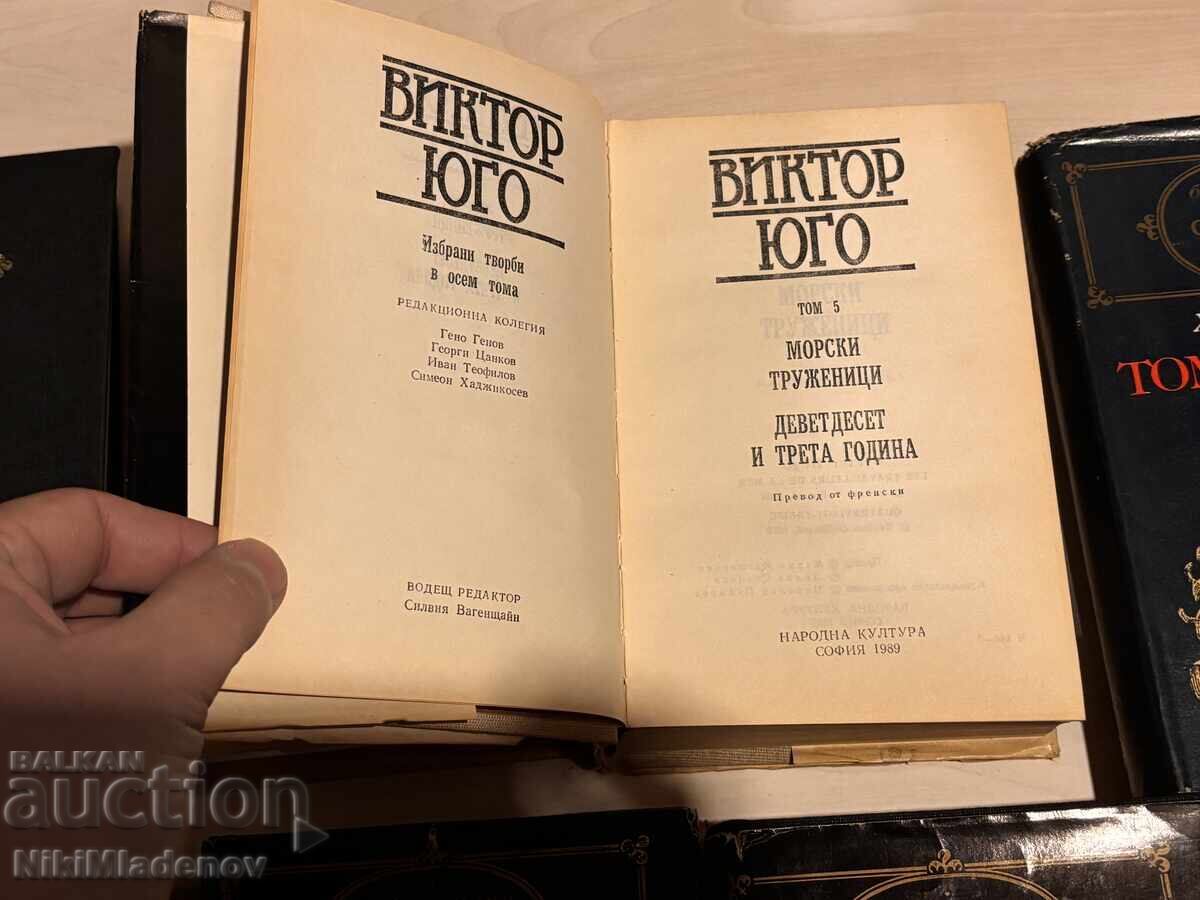 ВИКТОР
ЮГО
Избрани творби
в осем тома
РЕДАКЦИОННА КОЛЕГИЯ
Гено Генов
Георги Цанков
Иван Теофилов
Симеон Хаджикосев
ВОДЕЩ РЕДАКТОР
Силвия Вагенщайн
ВИКТОР
ЮГО
ТОМ 5
МОРСКИ
ТРУЖЕНИЦИ
ДЕВЕТДЕСЕТ
И ТРЕТА ГОДИНА
Превод от френски
НАРОДНА КУЛТУРА
СОФИЯ 1989
ТОМ
BALKAN
auction
NikiMladenov